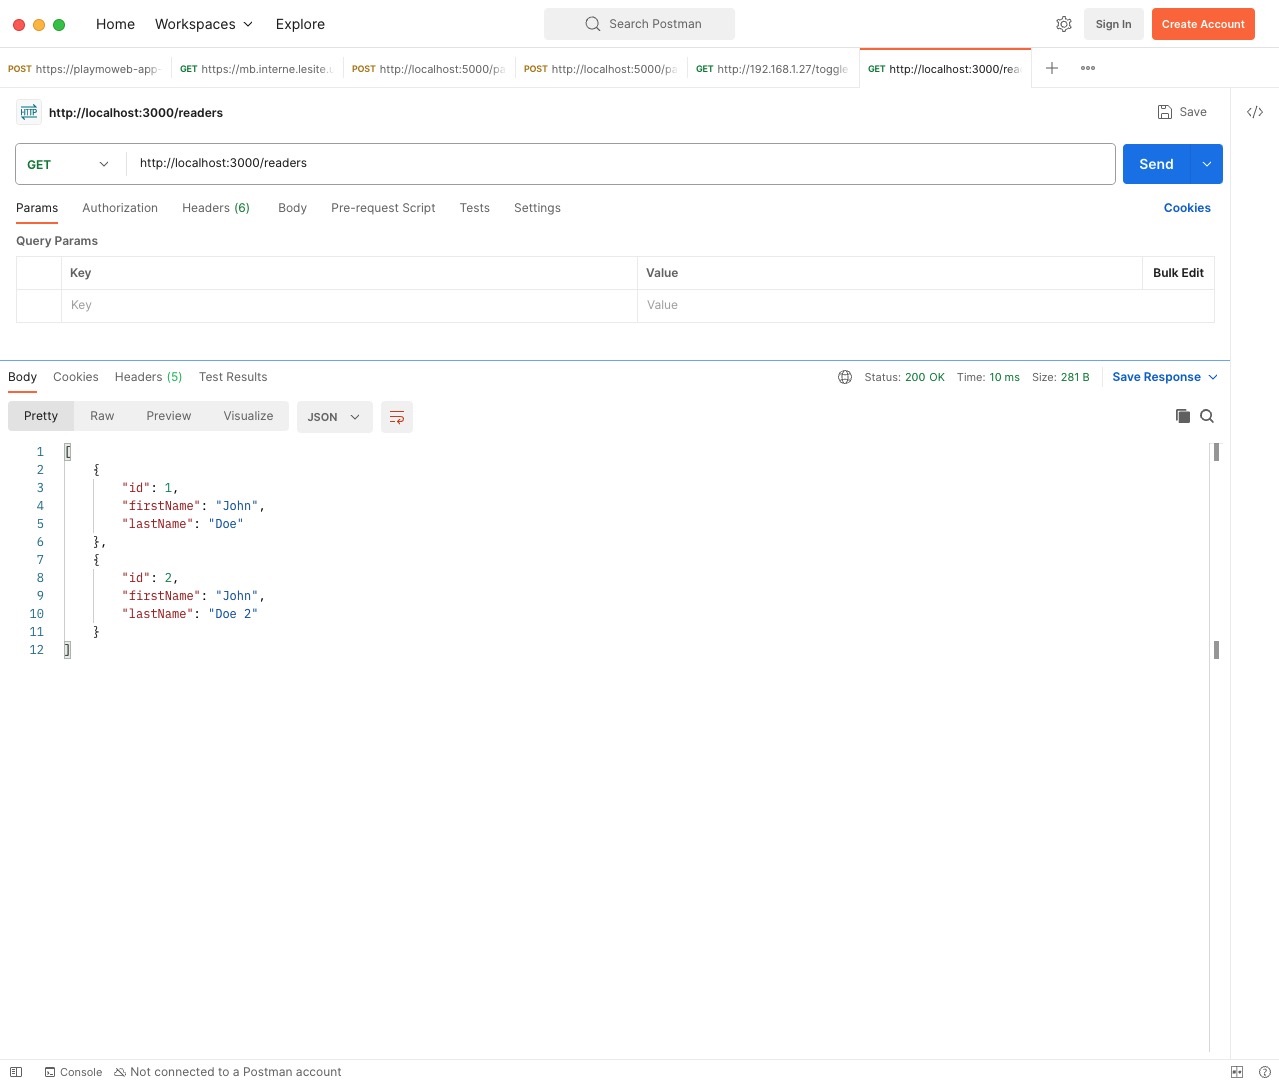 Home Workspaces Explore Search Postman Sign In Create Account
POST https://playmoweb-app- GET https://mb.interne.lesite. POST http://localhost:5000/pa POST http://localhost:5000/pa GET http://192.168.1.27/toggle GET http://localhost:3000/rea
HTTP http://localhost:3000/readers Save </>
GET http://localhost:3000/readers Send
Params Authorization Headers (6) Body Pre-request Script Tests Settings Cookies
Query Params
Key Value Bulk Edit
Key Value
Body Cookies Headers (5) Test Results Status: 200 OK Time: 10 ms Size: 281 B Save Response
Pretty Raw Preview Visualize JSON
1 [
2 {
3 "id": 1,
4 "firstName": "John",
5 "lastName": "Doe"
6 },
7 {
8 "id": 2,
9 "firstName": "John",
10 "lastName": "Doe 2"
11 }
12 ]
Console Not connected to a Postman account